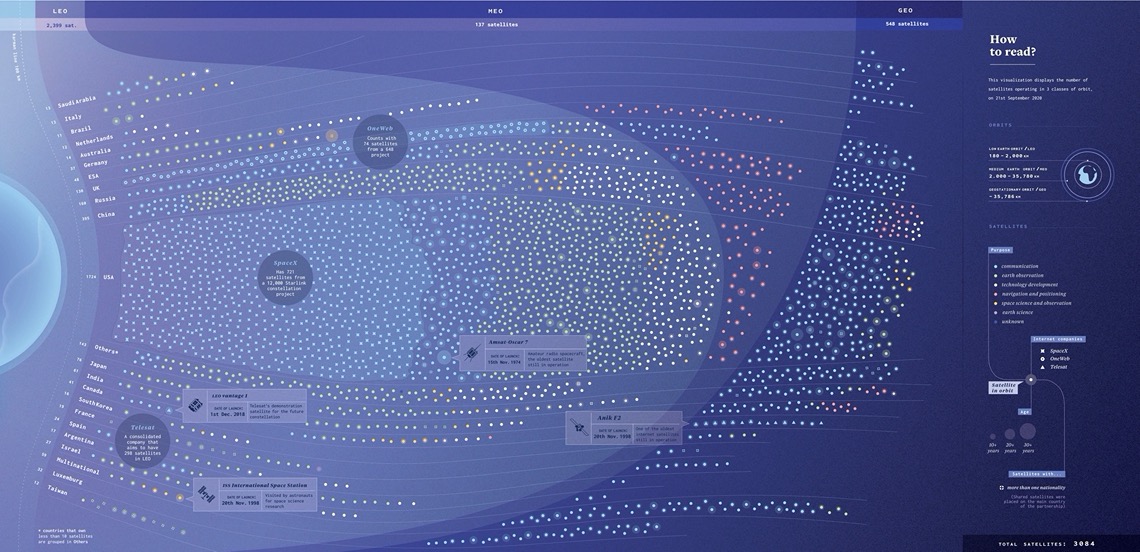 LEO
MEO
GEO
2,399 sat.
137 satellites
548 satellites
Saudi Arabia
Italy
Brazil
Netherlands
Australia
Germany
ESA
UK
Russia
China
USA
Others*
Japan
India
Canada
South Korea
France
Spain
Argentina
Israel
Multinational
Luxemburg
Taiwan
OneWeb
Counts with
74 satellites
from a 648
project
SpaceX
Has 721
satellites from
a 12,000 Starlink
constellation
project
Amsat-Oscar 7
DATE OF LAUNCH:
15th Nov. 1974
Amateur radio spacecraft,
the oldest satellite
still in operation
LEO Vantage 1
DATE OF LAUNCH:
1st Dec. 2018
Telesat's demonstration
satellite for the future
constellation
Anik F2
DATE OF LAUNCH:
20th Nov. 1998
One of the oldest
internet satellites
still in operation
Telesat
A consolidated
company that
aims to have
298 satellites
in LEO
ISS International Space Station
DATE OF LAUNCH:
20th Nov. 1998
Visited by astronauts
for space science
research
* countries that own
less than 10 satellites
are grouped in Others
How
to read?
This visualization displays the number of
satellites operating in 3 classes of orbit,
on 21st September 2020
ORBITS
LOW EARTH ORBIT / LEO
180 - 2,000 KM
MEDIUM EARTH ORBIT / MEO
2.000 - 35,780 KM
GEOSTATIONARY ORBIT / GEO
~ 35,786 KM
SATELLITES
Purpose
communication
earth observation
technology development
navigation and positioning
space science and observation
earth science
unknown
Internet companies
SpaceX
OneWeb
Telesat
Satellite
in orbit
Age
10+
years
20+
years
30+
years
Satellites with...
more than one nationality
(Shared satellites were
placed on the main country
of the partnership)
TOTAL SATELLITES: 3084